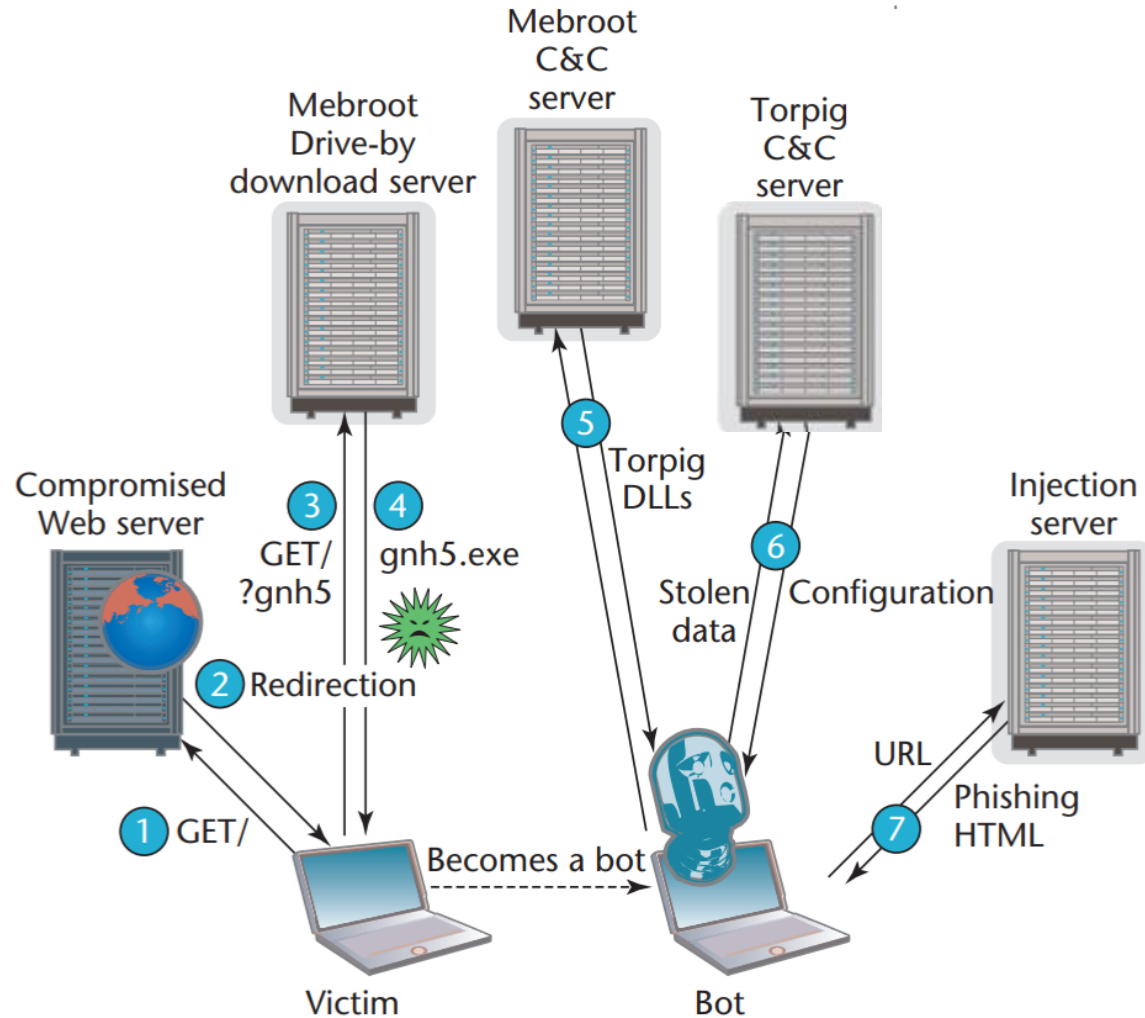 Mebroot
C&C
server
Mebroot
Drive-by
download server
Torpig
C&C
server
Compromised
Web server
3
GET/
?gnh5
4
gnh5.exe
5
Torpig
DLLs
6
Stolen
data
Configuration
Injection
server
2 Redirection
1 GET/
Becomes a bot
URL
7
Phishing
HTML
Victim
Bot